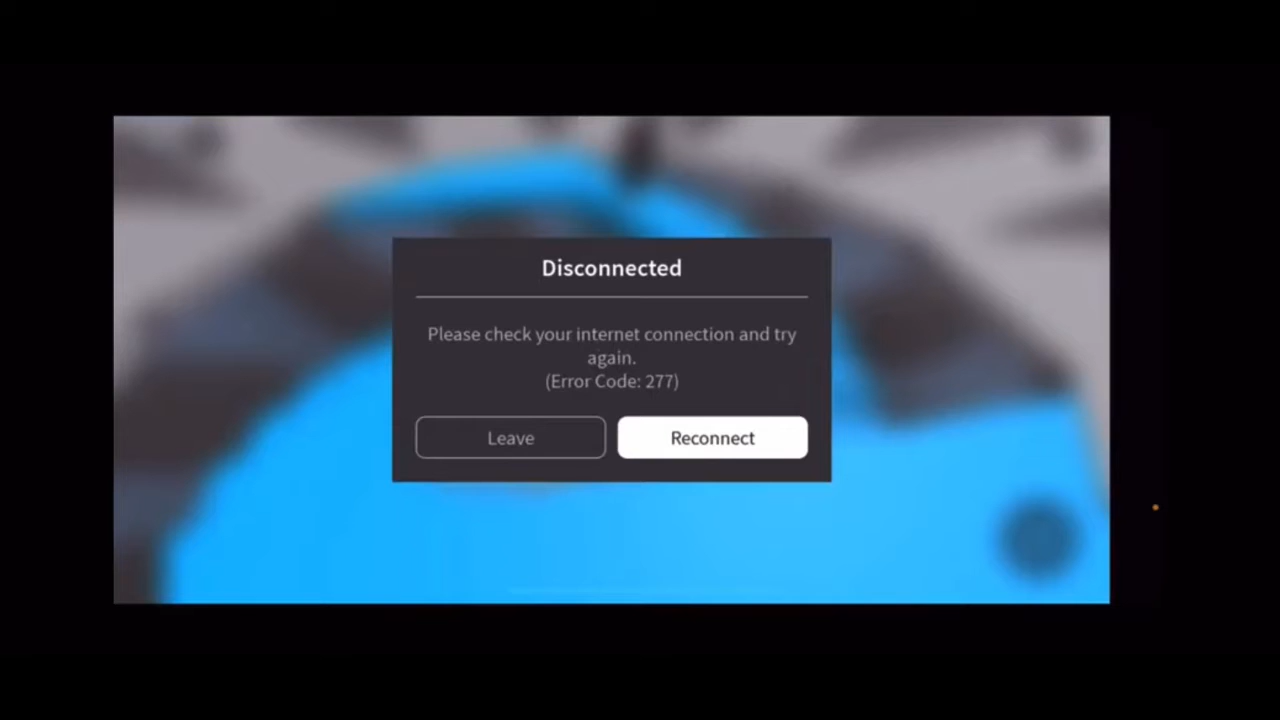 Disconnected
Please check your internet connection and try
again.
(Error Code: 277)
Leave
Reconnect